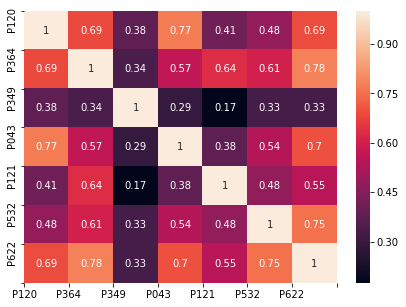 P120 1 0.69 0.38 0.77 0.41 0.48 0.69
P364 0.69 1 0.34 0.57 0.64 0.61 0.78
P349 0.38 0.34 1 0.29 0.17 0.33 0.33
P043 0.77 0.57 0.29 1 0.38 0.54 0.7
P121 0.41 0.64 0.17 0.38 1 0.48 0.55
P532 0.48 0.61 0.33 0.54 0.48 1 0.75
P622 0.69 0.78 0.33 0.7 0.55 0.75 1
P120 P364 P349 P043 P121 P532 P622
0.90
0.75
0.60
0.45
0.30